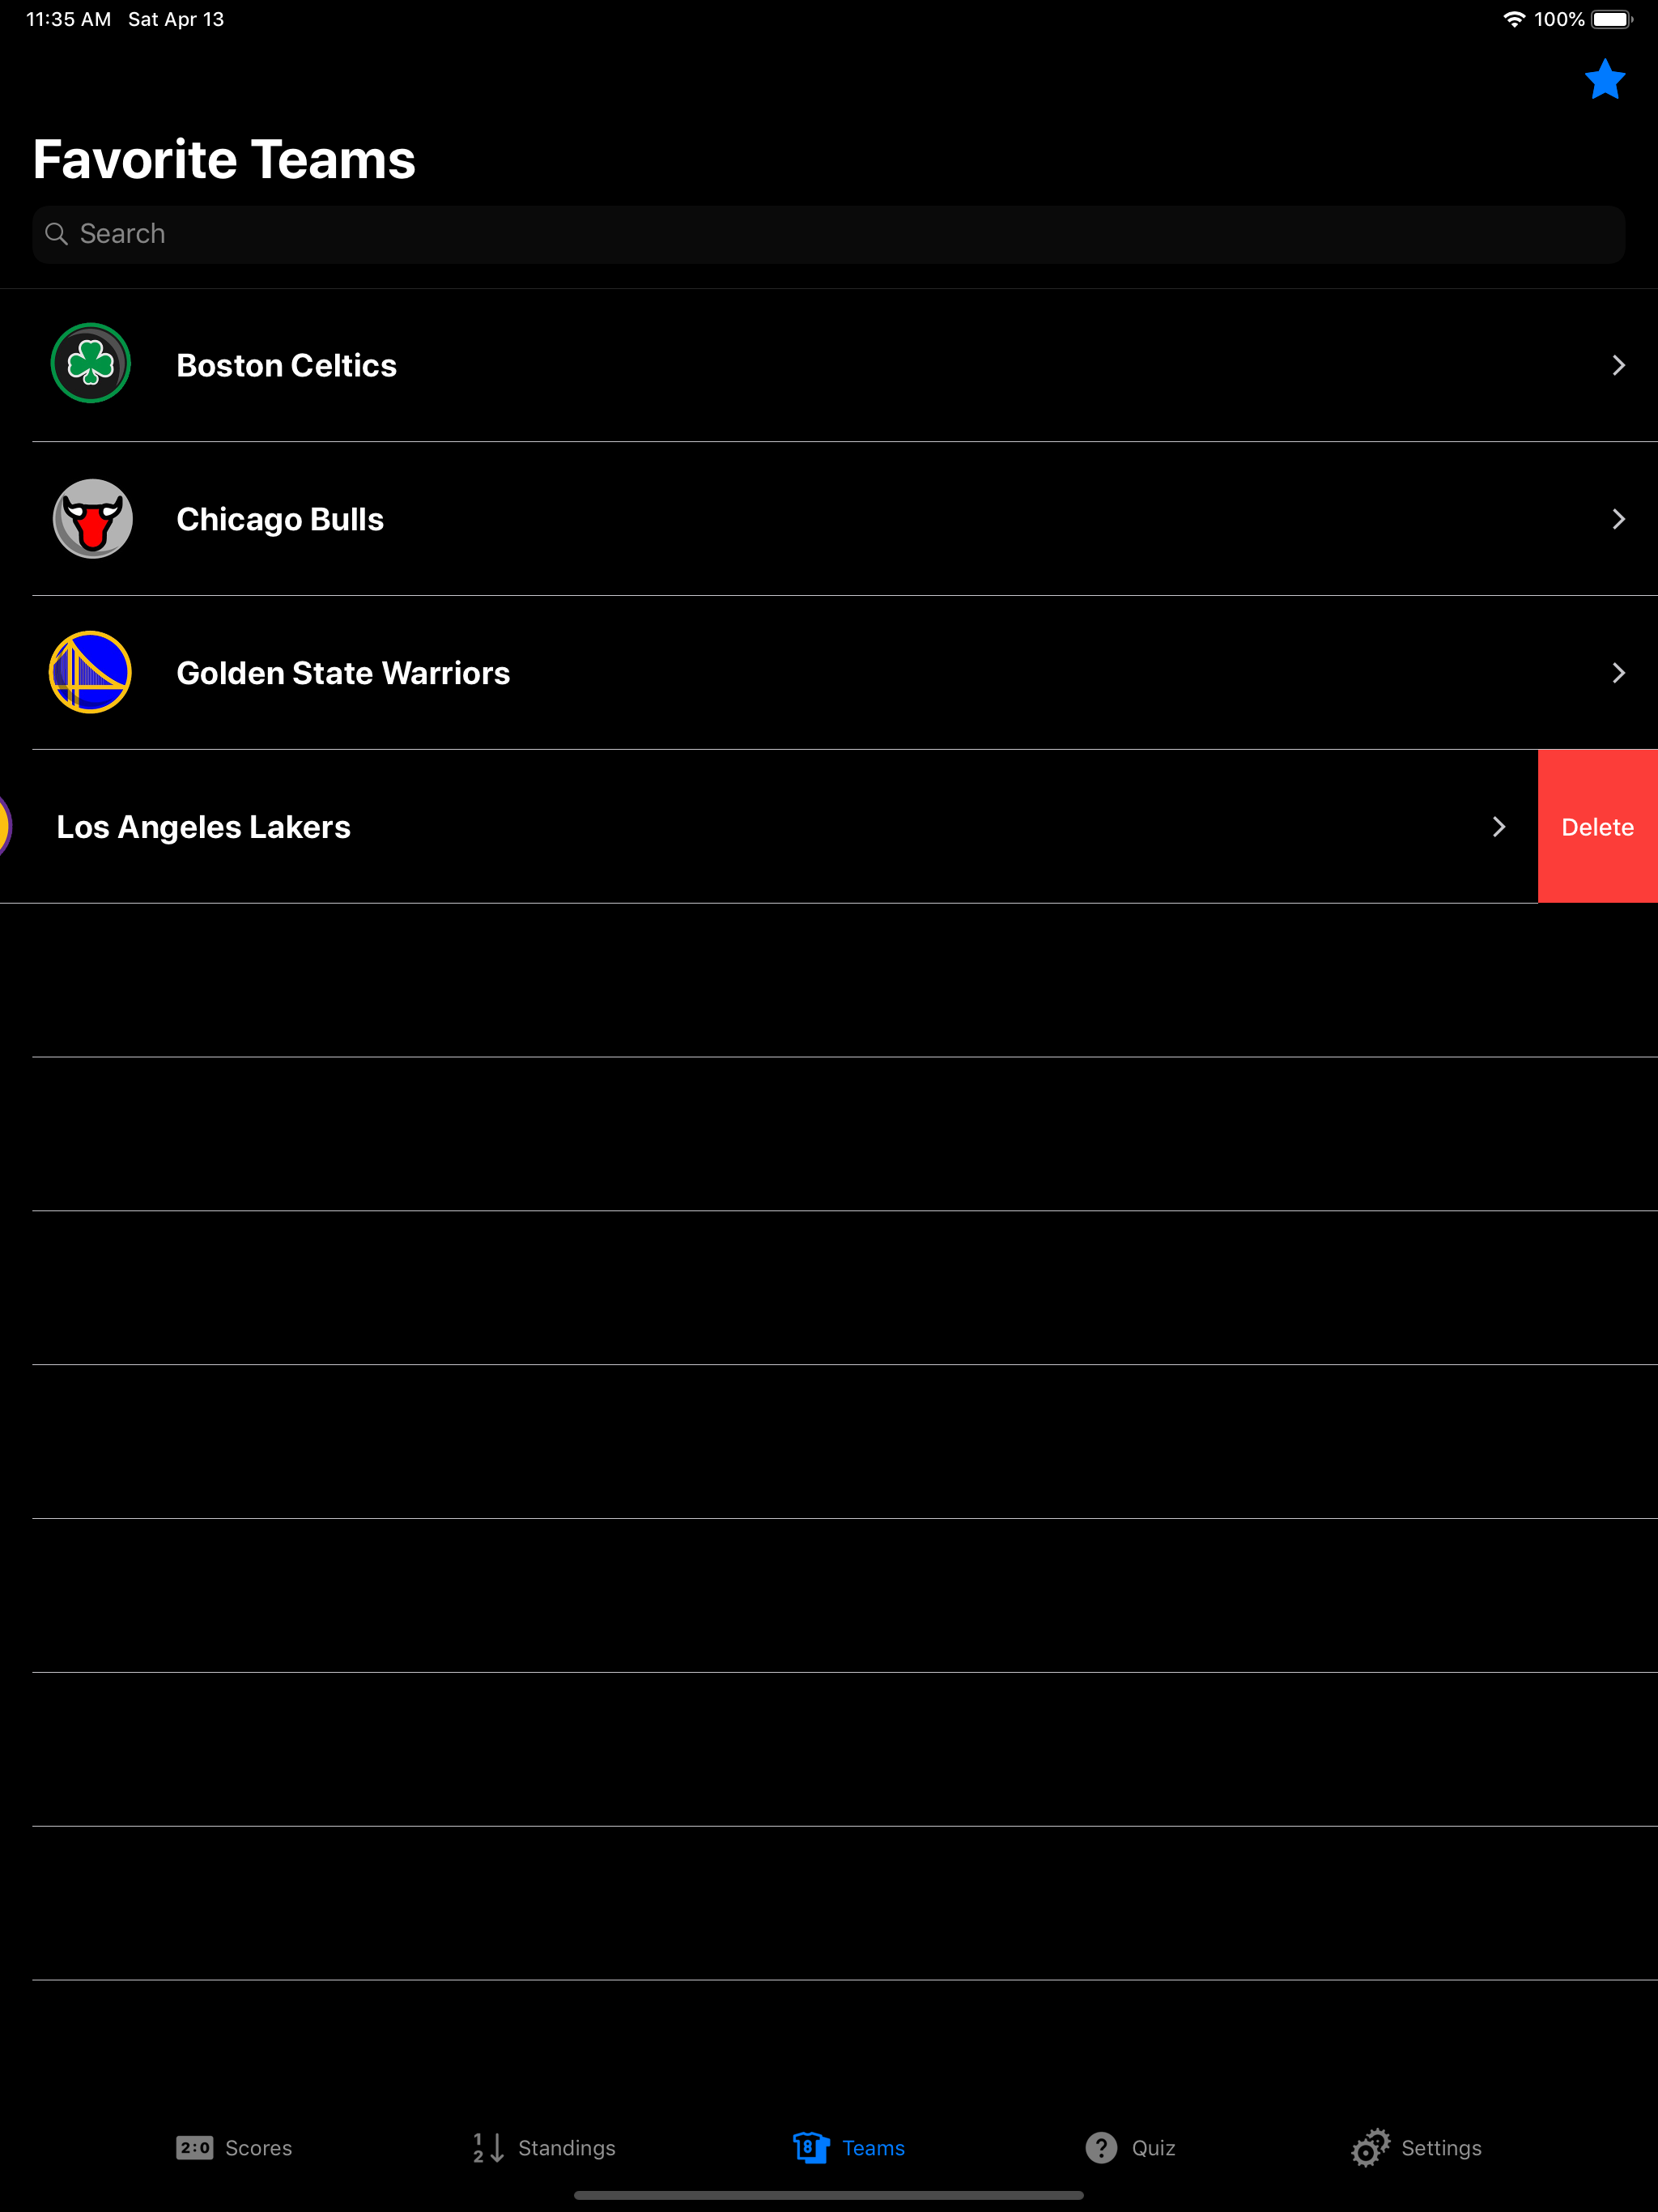 11:35 AM Sat Apr 13 100%
Favorite Teams
Search
Boston Celtics
Chicago Bulls
Golden State Warriors
Los Angeles Lakers Delete
2:0 Scores 1 2 Standings 8 Teams ? Quiz Settings